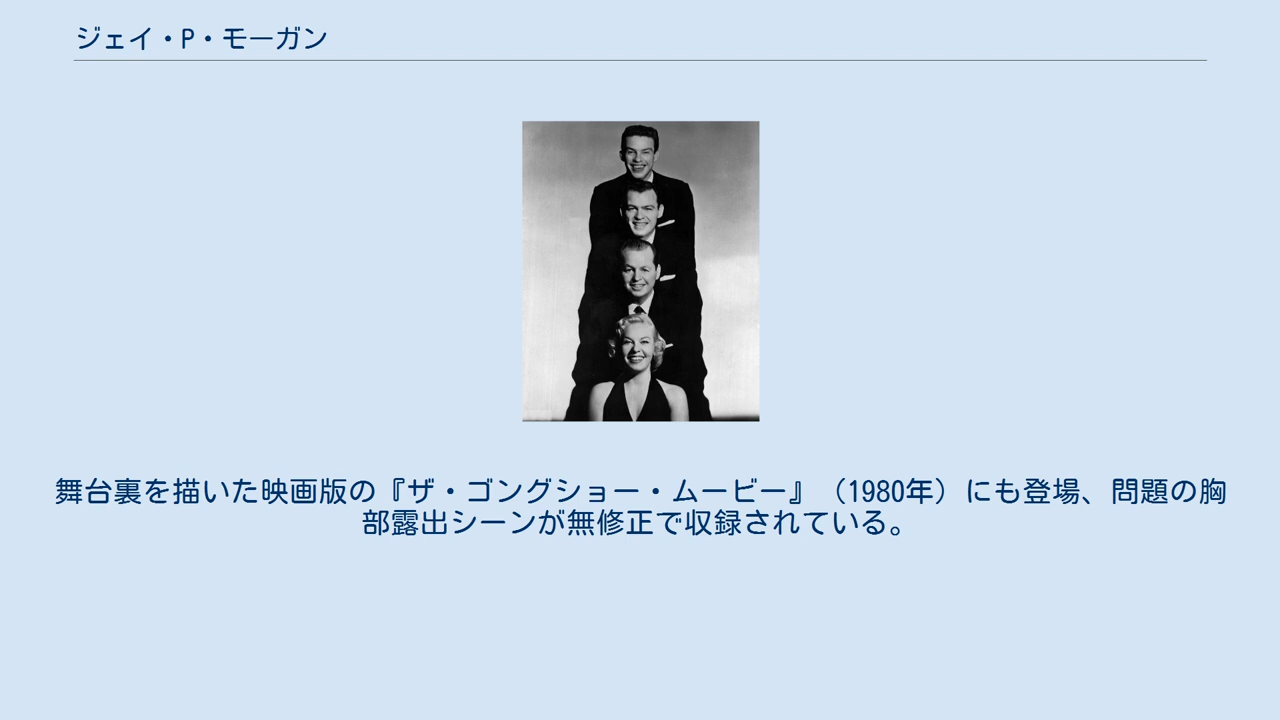 ジェイ・P・モーガン
舞台裏を描いた映画版の『ザ・ゴングショー・ムービー』（1980年）にも登場、問題の胸
部露出シーンが無修正で収録されている。